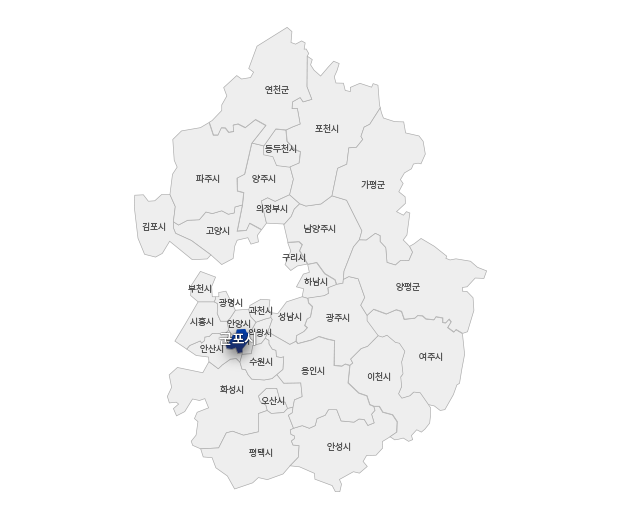 연천군
포천시
동두천시
파주시
양주시
가평군
의정부시
김포시
고양시
남양주시
구리시
하남시
양평군
부천시
광명시
과천시
시흥시
안양시
성남시
광주시
의왕시
군포
안산시
수원시
여주시
용인시
이천시
화성시
오산시
안성시
평택시